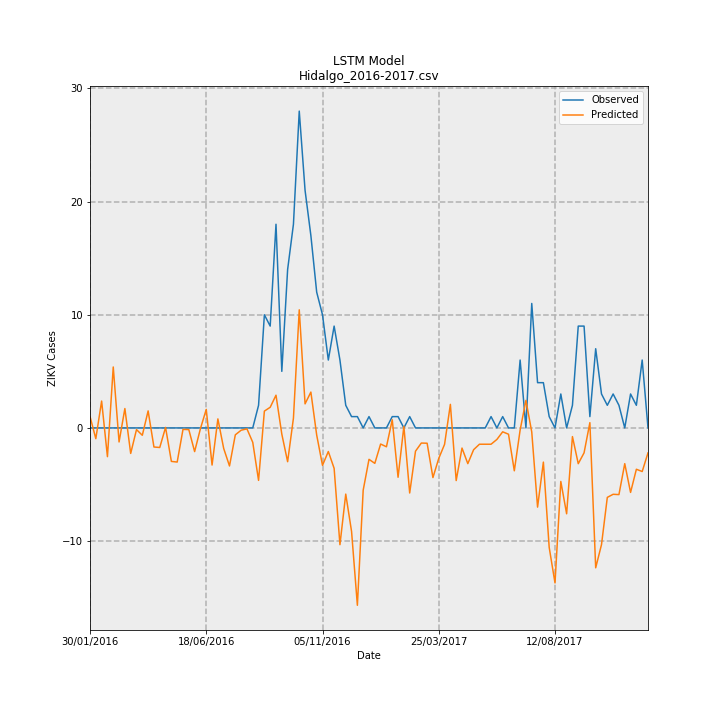 LSTM Model
Hidalgo_2016-2017.csv
Observed
Predicted
ZIKV Cases
30
20
10
0
−10
30/01/2016
18/06/2016
05/11/2016
25/03/2017
12/08/2017
Date